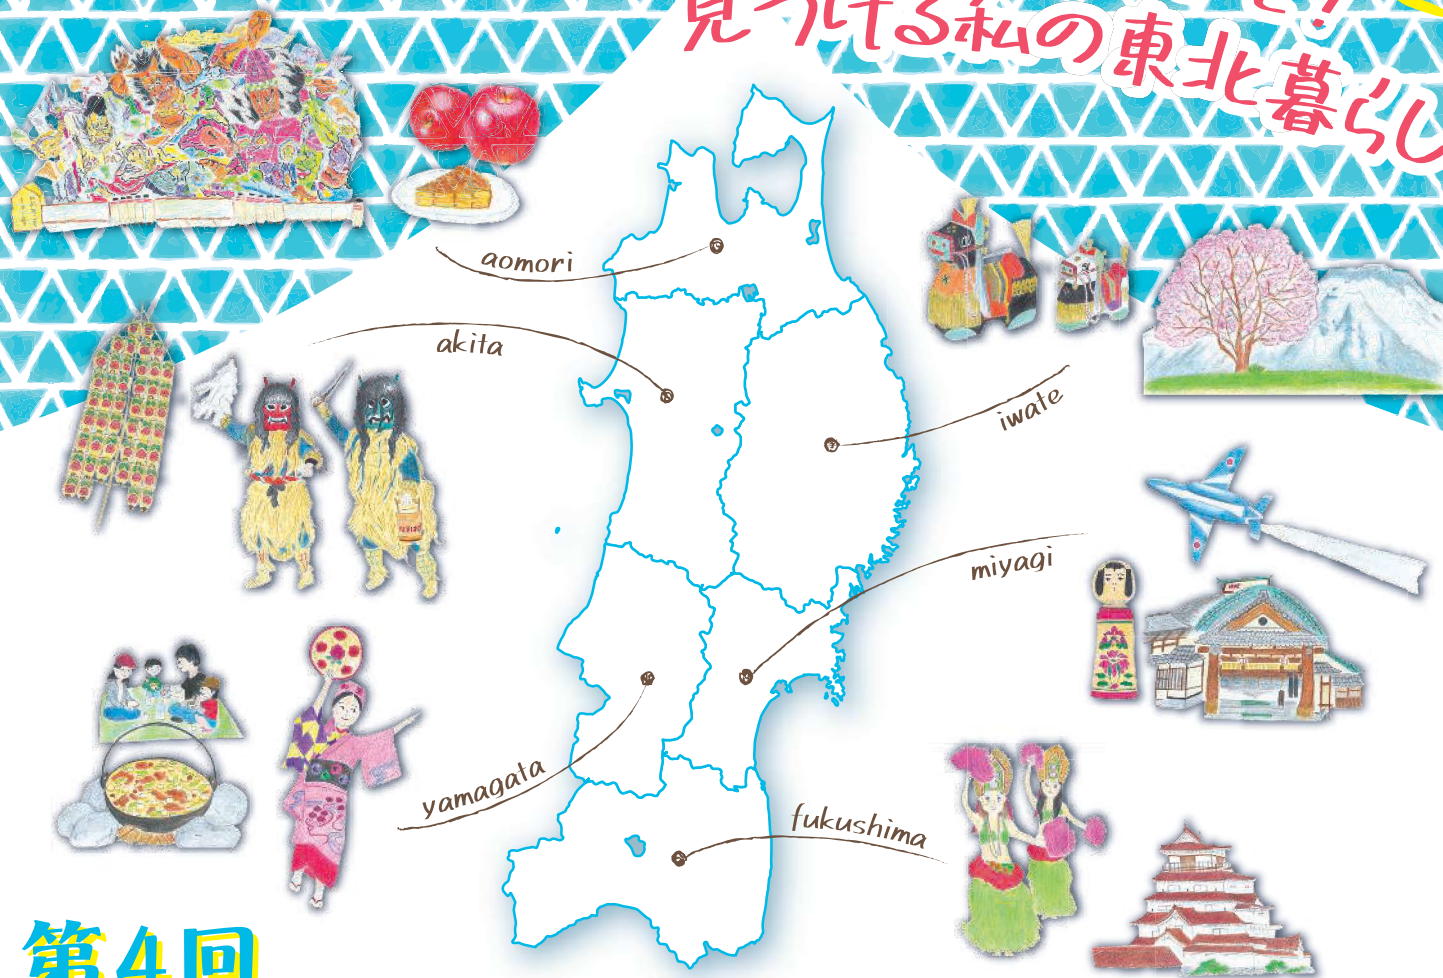 見つける私の東北暮らし
aomori
akita
iwate
miyagi
yamagata
fukushima
第4回